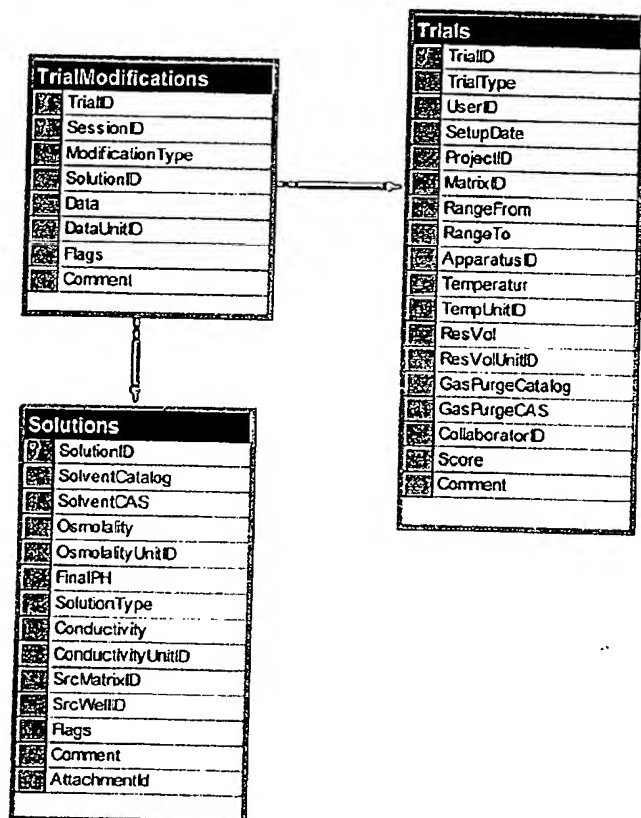 TrialModifications
TrialID
SessionID
ModificationType
SolutionID
Data
DataUnitID
Flags
Comment
Trials
TrialID
TrialType
UserID
SetupDate
ProjectID
MatrixID
RangeFrom
RangeTo
ApparatusID
Temperatur
TempUnitID
ResVol
ResVolUnitID
GasPurgeCatalog
GasPurgeCAS
CollaboratorID
Score
Comment
Solutions
SolutionID
SolventCatalog
SolventCAS
Osmolality
OsmolalityUnitID
FinalPH
SolutionType
Conductivity
ConductivityUnitID
SrcMatrixID
SrcWellID
Flags
Comment
AttachmentId